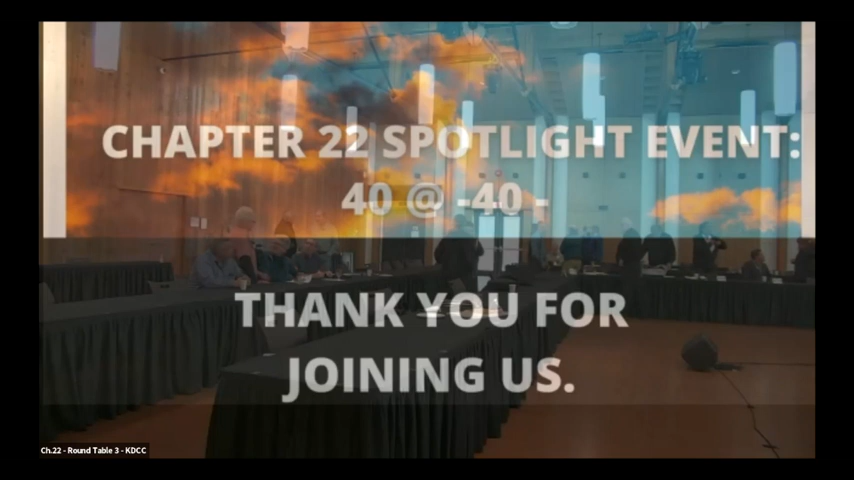 CHAPTER 22 SPOTLIGHT EVENT:
40 @ -40 -
THANK YOU FOR
JOINING US.
Ch.22 - Round Table 3 - KDCC